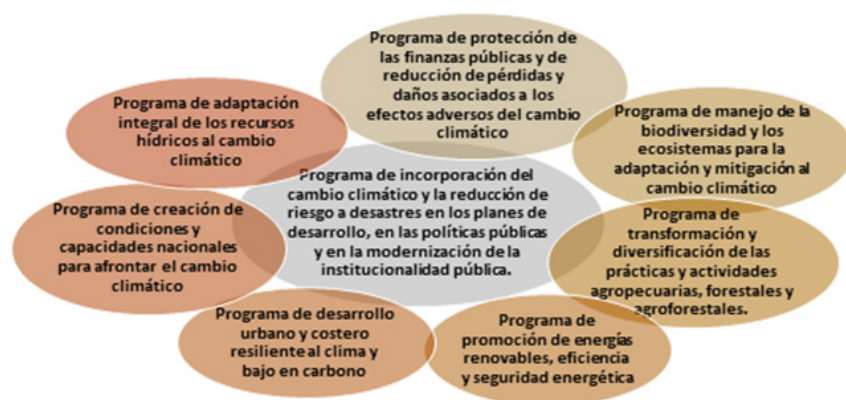 Programa de protección de
las finanzas públicas y de
reducción de pérdidas y
daños asociados a los
efectos adversos del cambio
climático
Programa de manejo de la
biodiversidad y los
ecosistemas para la
adaptación y mitigación al
cambio climático
Programa de
transformación y
diversificación de las
prácticas y actividades
agropecuarias, forestales y
agroforestales.
Programa de
promoción de energías
renovables, eficiencia
y seguridad energética
Programa de desarrollo
urbano y costero
resiliente al clima y
bajo en carbono
Programa de creación de
condiciones y
capacidades nacionales
para afrontar el cambio
climático
Programa de adaptación
integral de los recursos
hídricos al cambio
climático
Programa de incorporación del
cambio climático y la reducción de
riesgo a desastres en los planes de
desarrollo, en las políticas públicas
y en la modernización de la
institucionalidad pública.